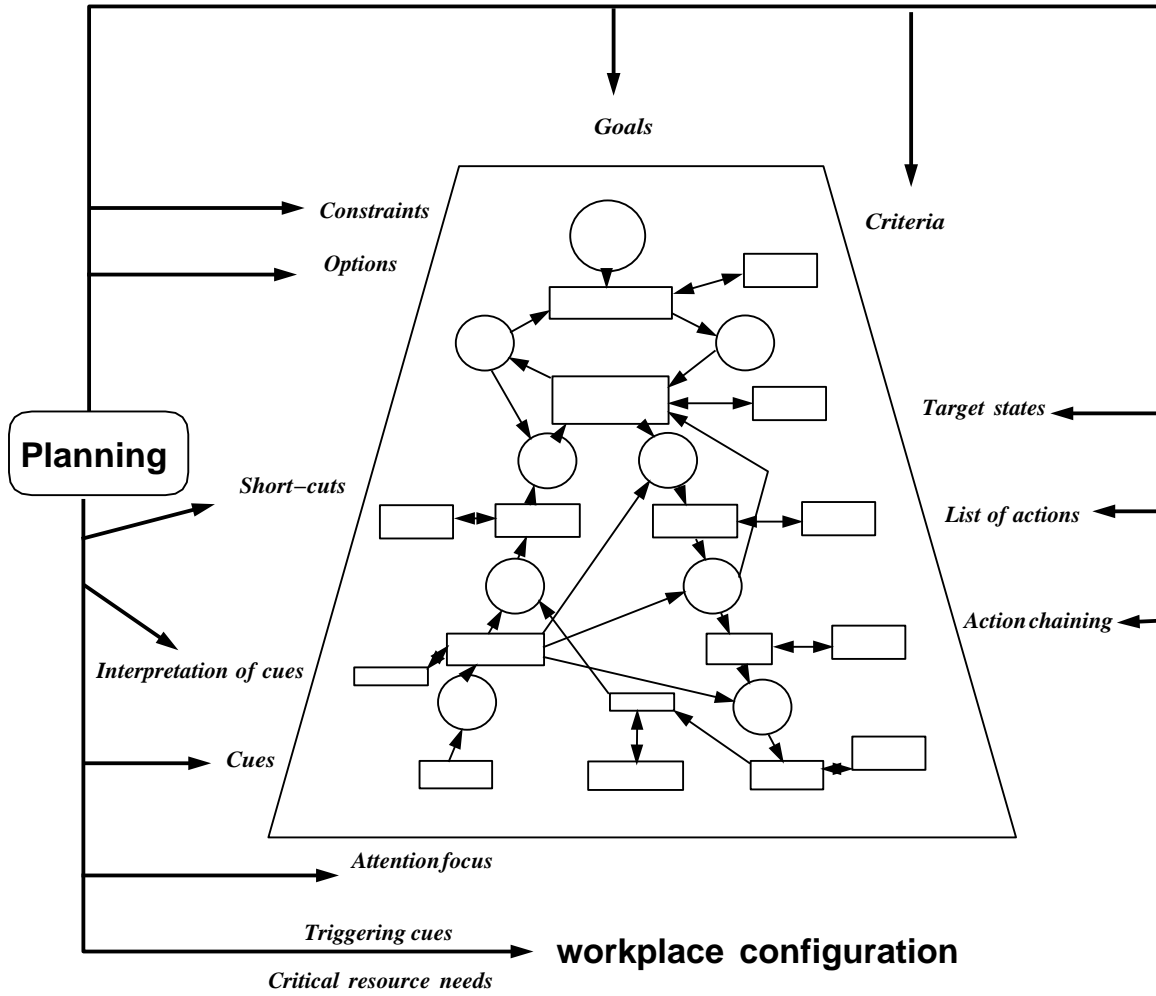 Goals
Constraints
Criteria
Options
Target states
Planning
Short-cuts
List of actions
Action chaining
Interpretation of cues
Cues
Attention focus
Triggering cues
workplace configuration
Critical resource needs